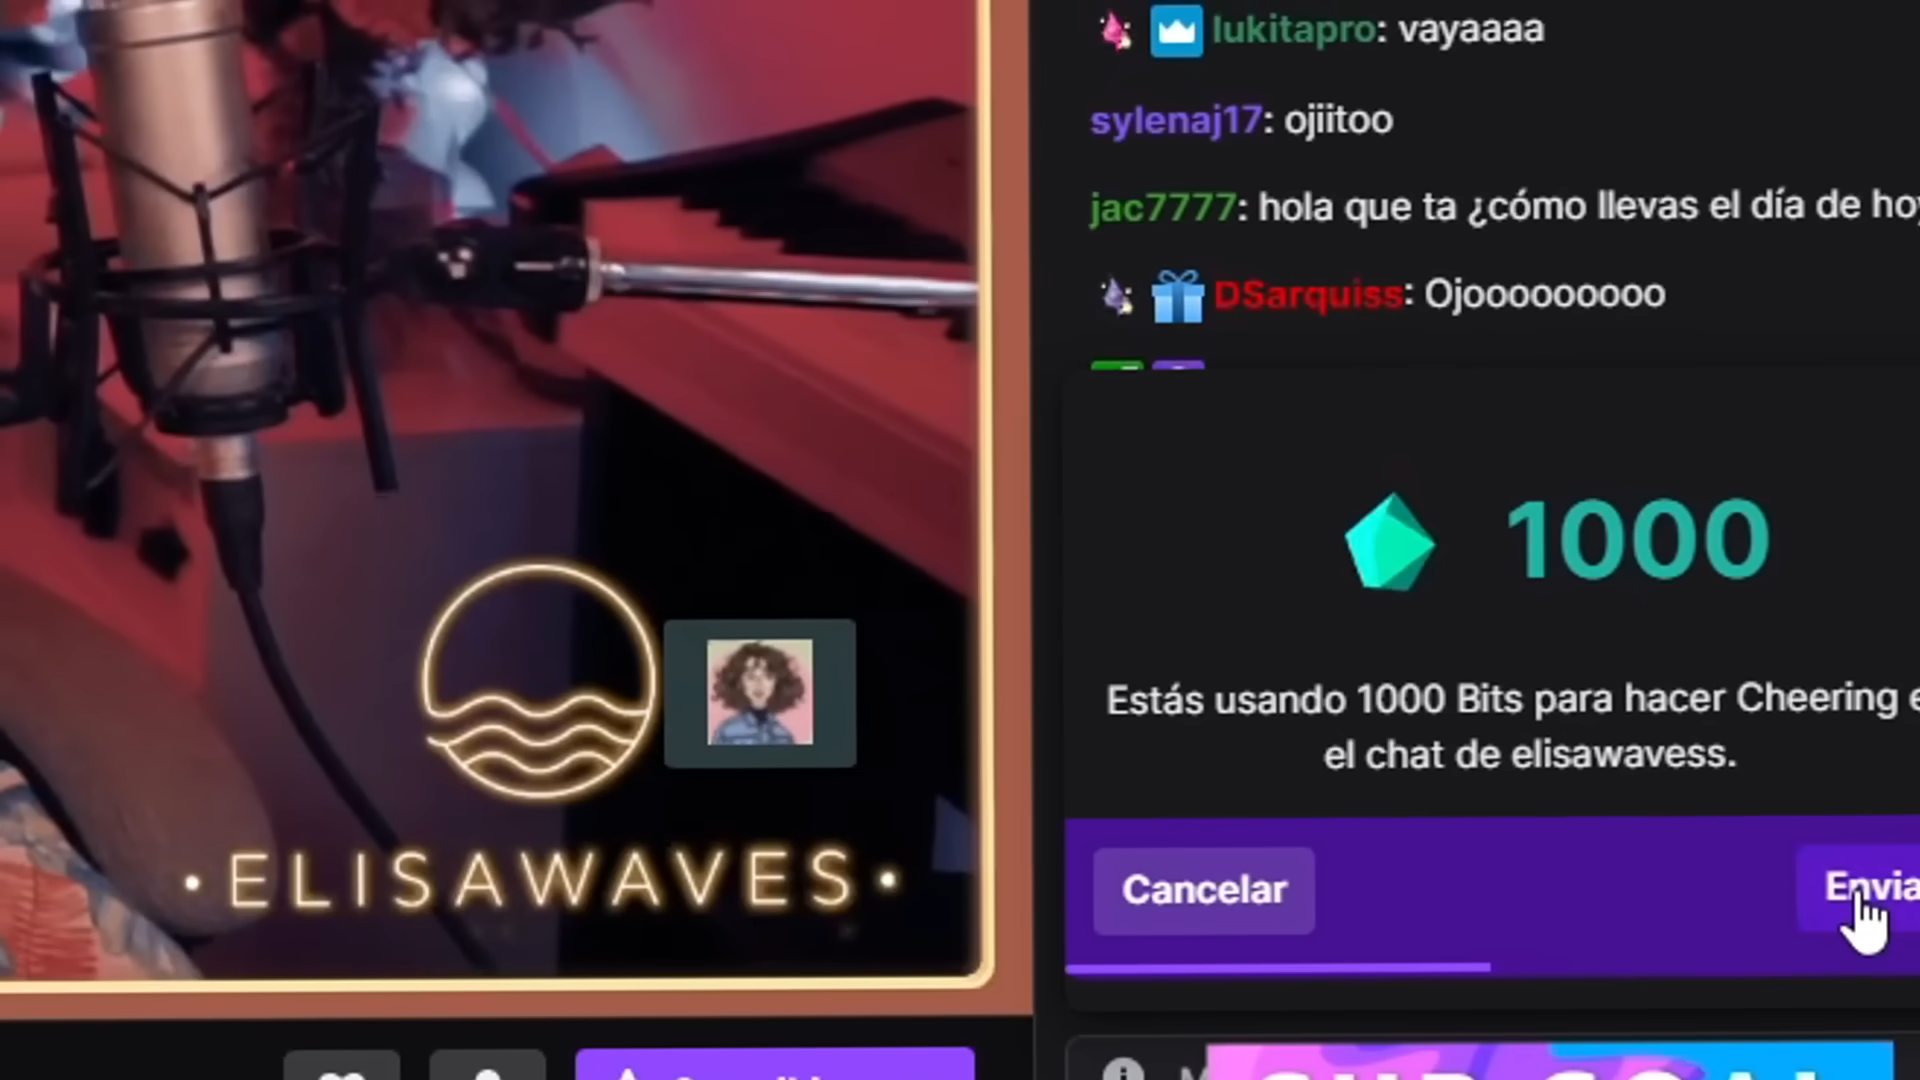 lukitapro: vayaaaa
sylenaj17: ojiitoo
jac7777: hola que ta ¿cómo llevas el día de hoy
DSarquiss: Ojooooooooo
1000
Estás usando 1000 Bits para hacer Cheering e
el chat de elisawavess.
Cancelar
Envia
· ELISAWAVES ·